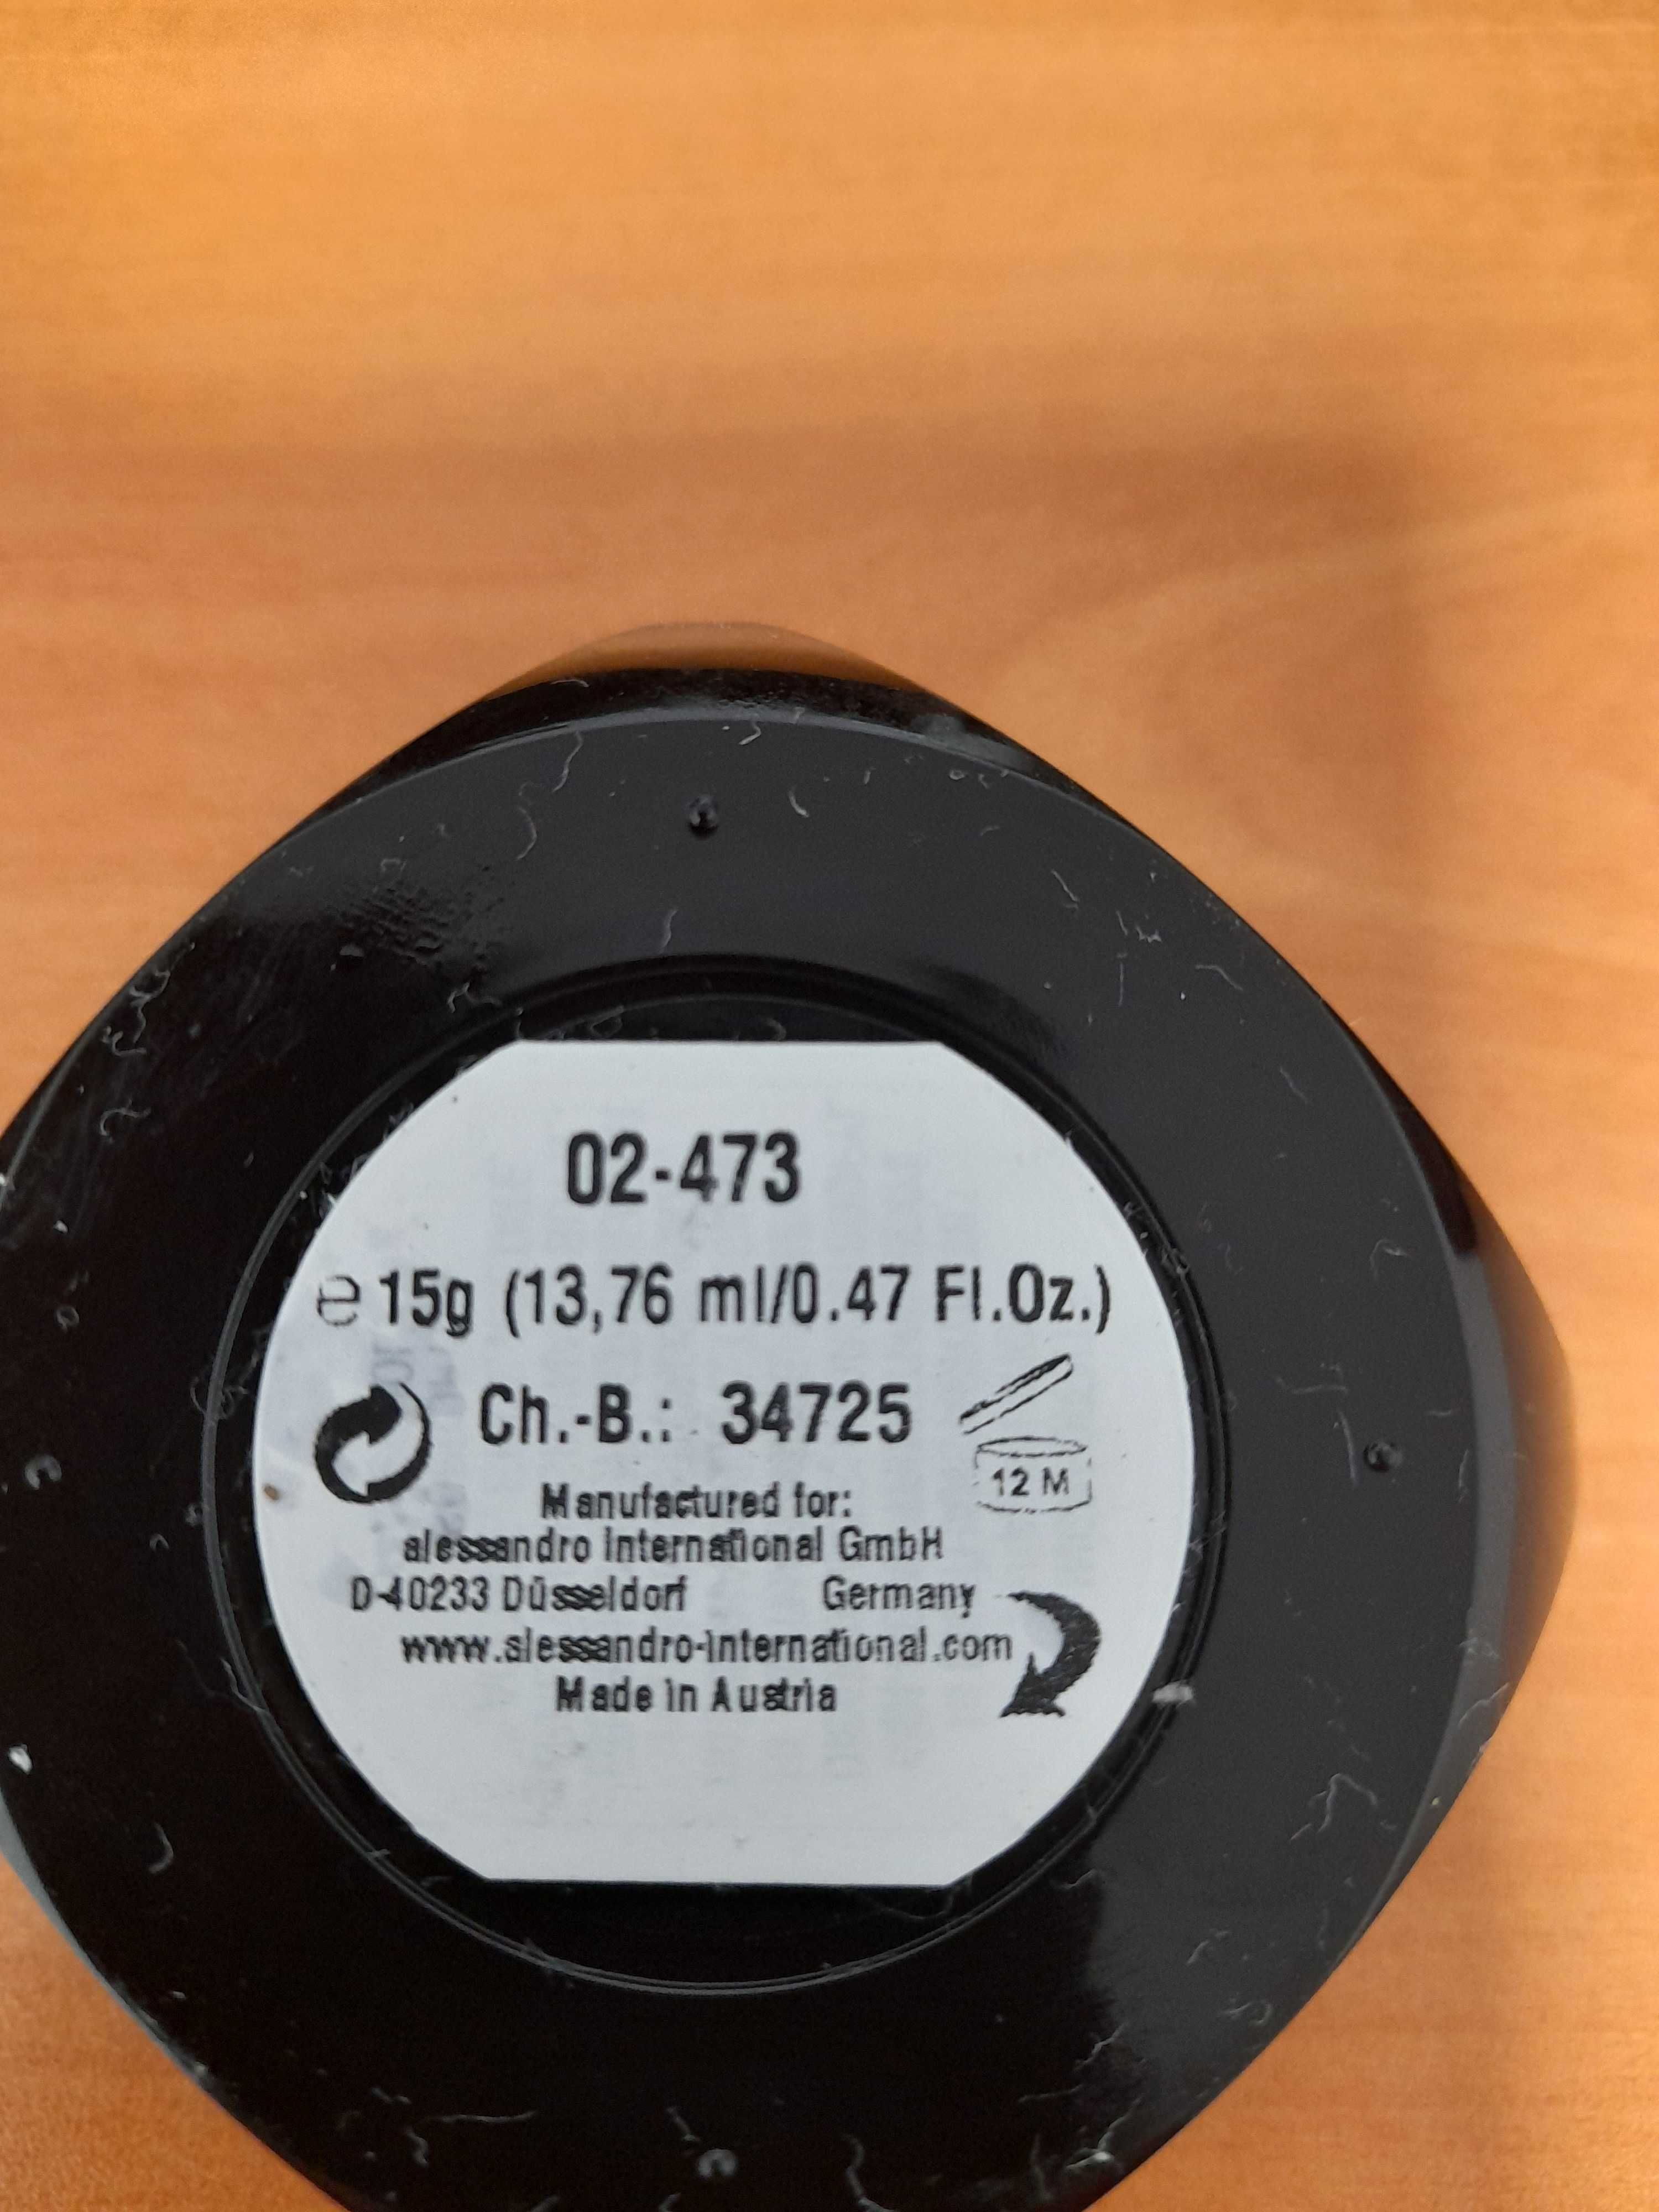 02-473
℮ 15g (13,76 ml/0.47 Fl.Oz.)
Ch.-B.: 34725
12 M
Manufactured for:
alessandro International GmbH
D-40233 Düsseldorf Germany
www.alessandro-international.com
Made in Austria